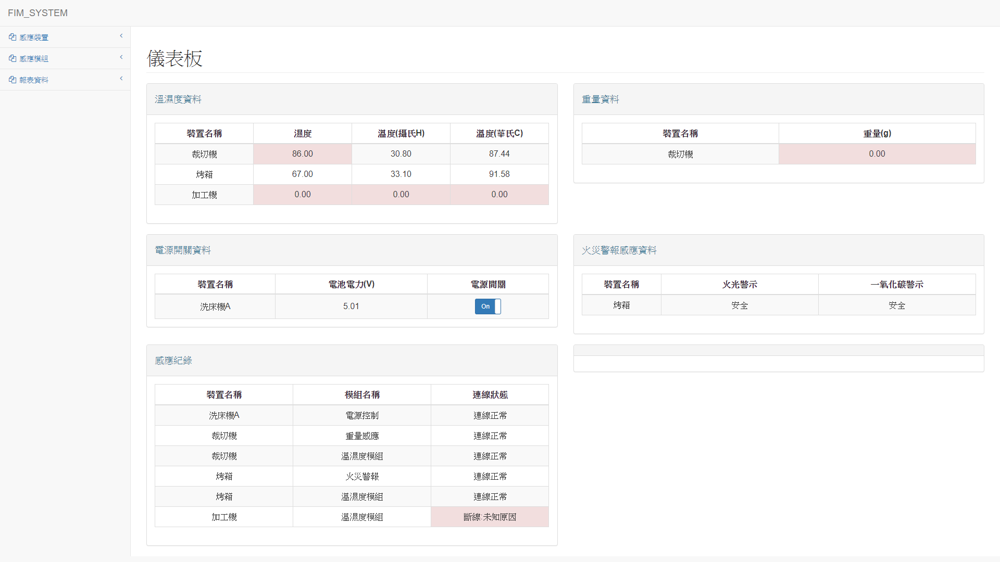 FIM_SYSTEM
感應裝置
感應模組
報表資料
儀表板
溫濕度資料
裝置名稱 濕度 溫度(攝氏H) 溫度(華氏C)
裁切機 86.00 30.80 87.44
烤箱 67.00 33.10 91.58
加工機 0.00 0.00 0.00
重量資料
裝置名稱 重量(g)
裁切機 0.00
電源開關資料
裝置名稱 電池電力(V) 電源開關
洗床機A 5.01 On
火災警報感應資料
裝置名稱 火光警示 一氧化碳警示
烤箱 安全 安全
感應紀錄
裝置名稱 模組名稱 連線狀態
洗床機A 電源控制 連線正常
裁切機 重量感應 連線正常
裁切機 溫濕度模組 連線正常
烤箱 火災警報 連線正常
烤箱 溫濕度模組 連線正常
加工機 溫濕度模組 斷線:未知原因